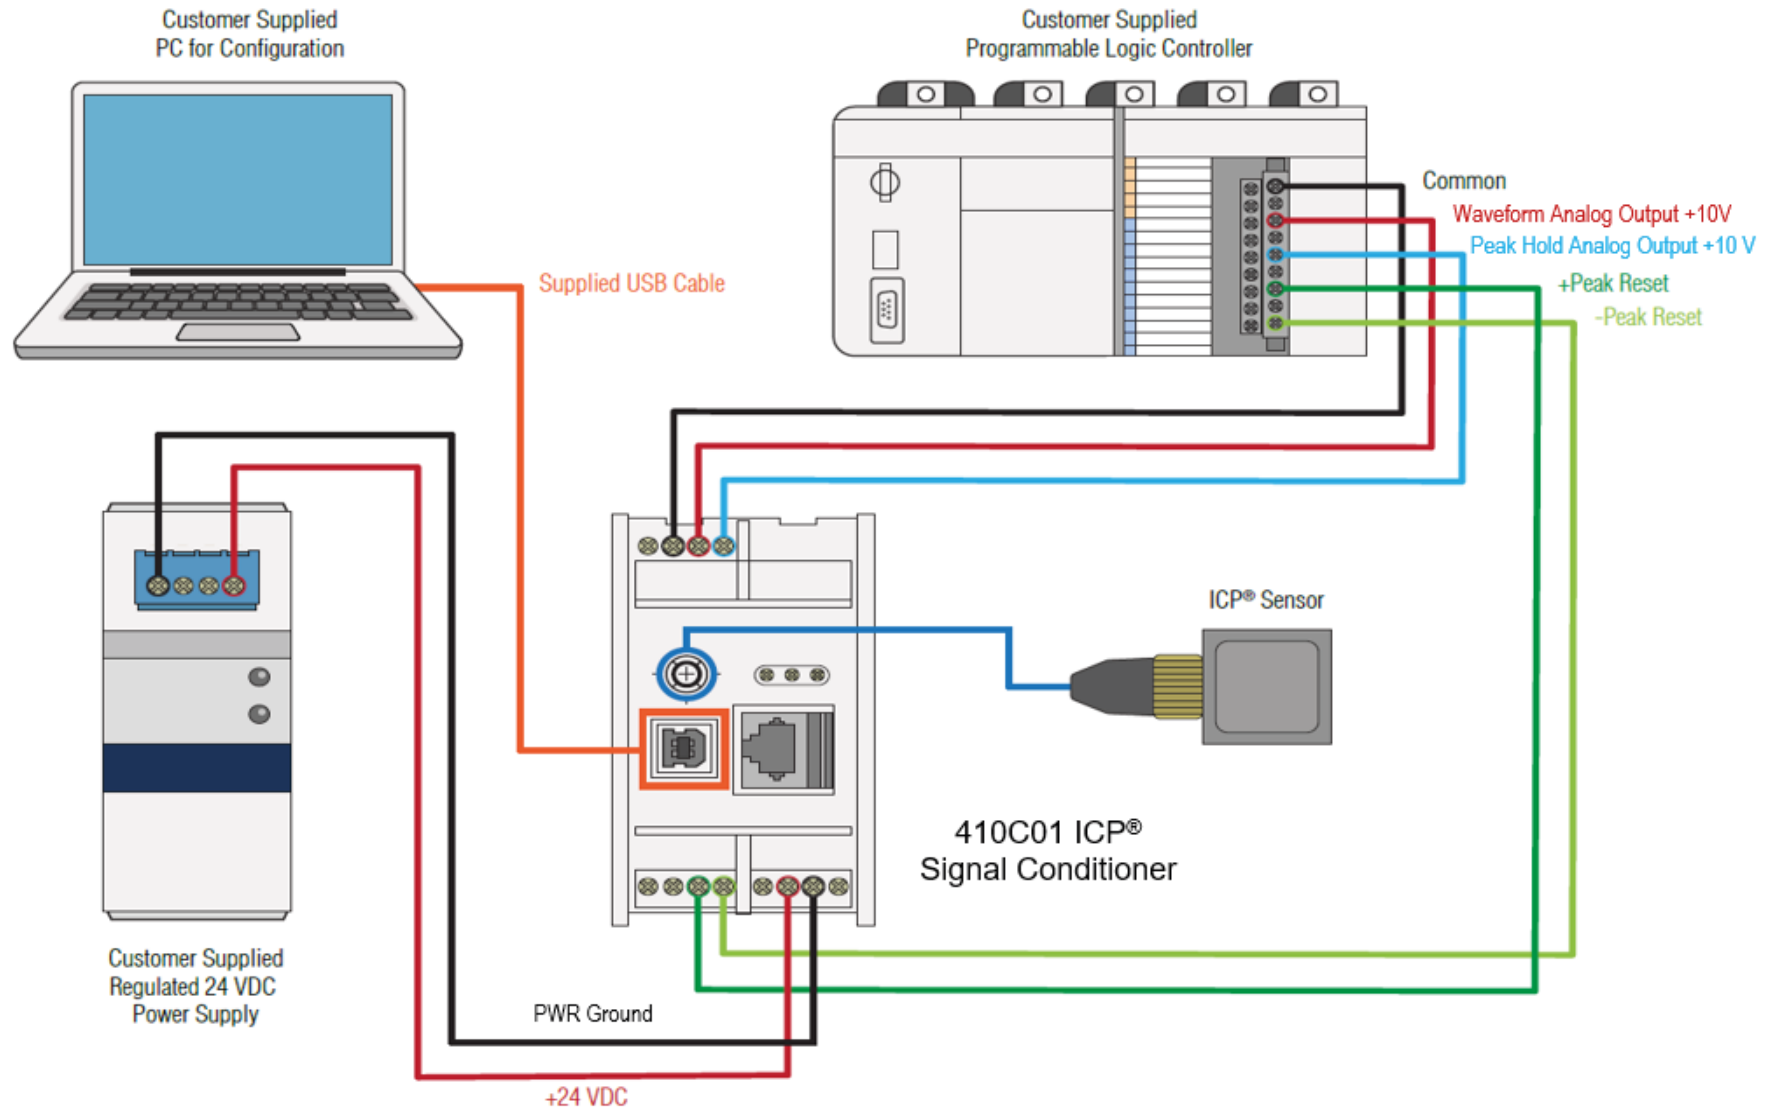 Customer Supplied
PC for Configuration
Customer Supplied
Programmable Logic Controller
Common
Waveform Analog Output +10V
Peak Hold Analog Output +10 V
+Peak Reset
-Peak Reset
Supplied USB Cable
ICP® Sensor
410C01 ICP®
Signal Conditioner
Customer Supplied
Regulated 24 VDC
Power Supply
PWR Ground
+24 VDC